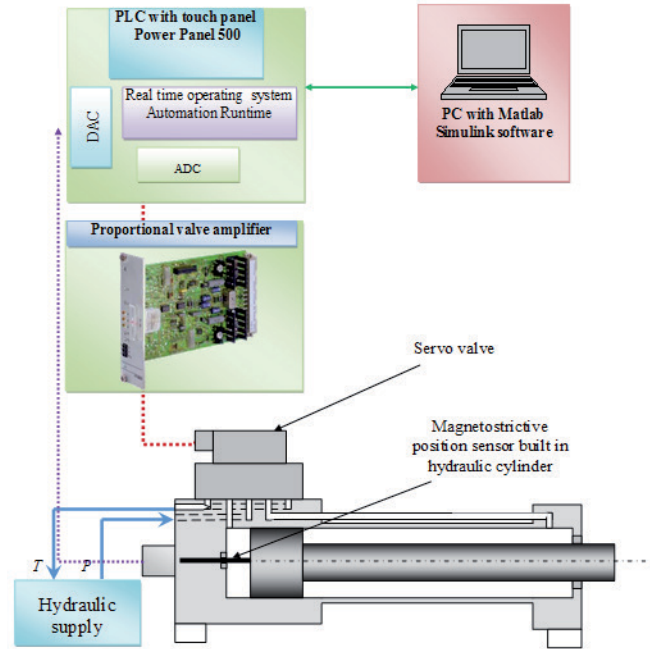 PLC with touch panel
Power Panel 500
Real time operating system
Automation Runtime
DAC
ADC
PC with Matlab
Simulink software
Proportional valve amplifier
Servo valve
Magnetostrictive
position sensor built in
hydraulic cylinder
T
P
Hydraulic
supply